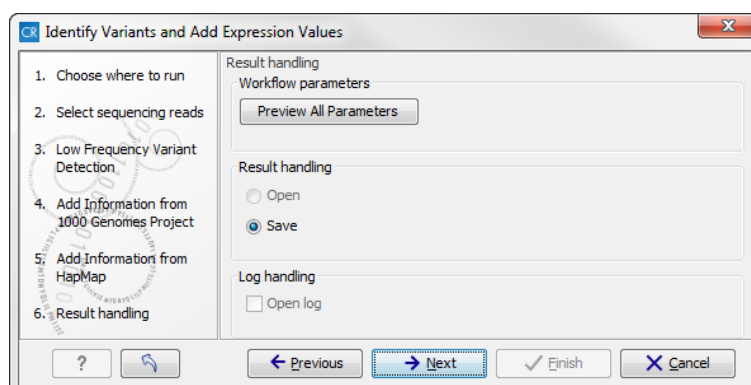 CR Identify Variants and Add Expression Values
1. Choose where to run
2. Select sequencing reads
3. Low Frequency Variant
Detection
4. Add Information from
1000 Genomes Project
5. Add Information from
HapMap
6. Result handling
Result handling
Workflow parameters
Preview All Parameters
Result handling
Open
Save
Log handling
Open log
?
Previous
Next
Finish
Cancel